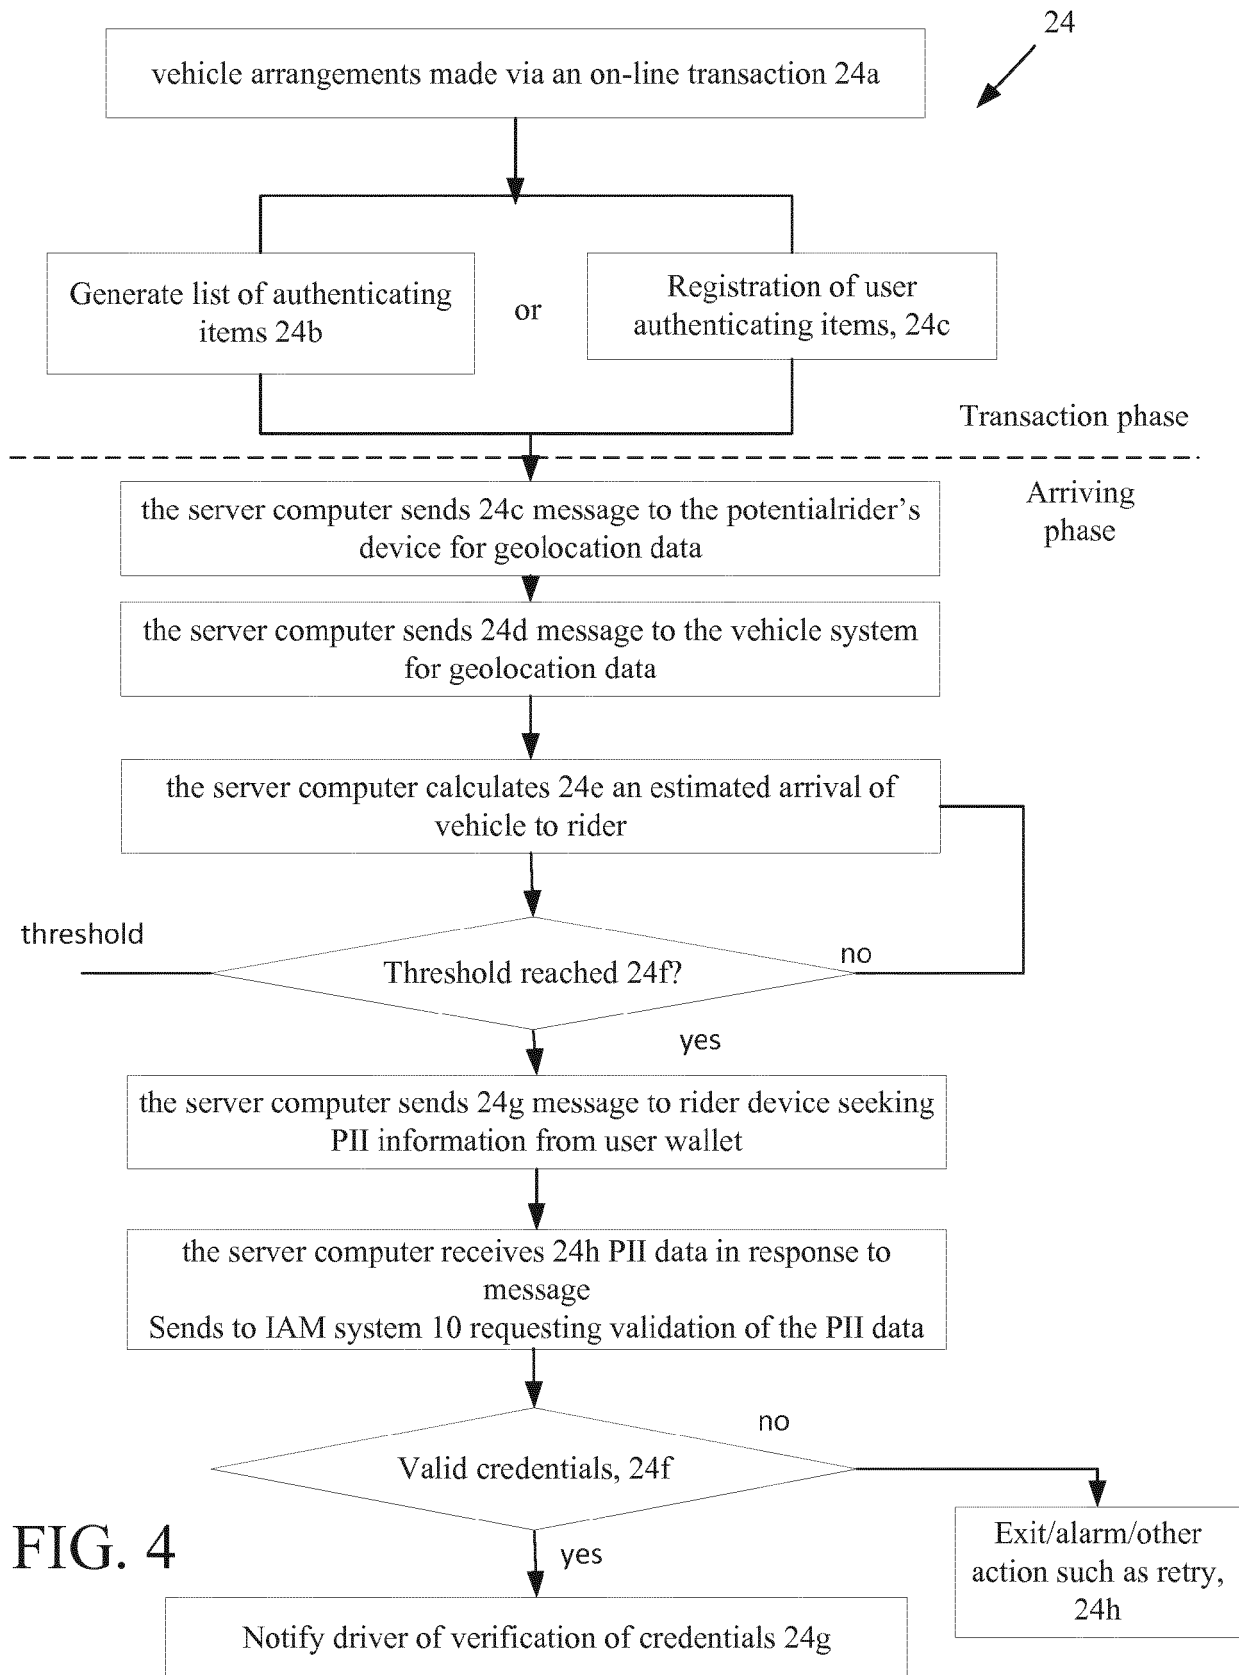 24
vehicle arrangements made via an on-line transaction 24a
Generate list of authenticating
items 24b
or
Registration of user
authenticating items, 24c
Transaction phase
Arriving
phase
the server computer sends 24c message to the potentialrider's
device for geolocation data
the server computer sends 24d message to the vehicle system
for geolocation data
the server computer calculates 24e an estimated arrival of
vehicle to rider
threshold
Threshold reached 24f?
no
yes
the server computer sends 24g message to rider device seeking
PII information from user wallet
the server computer receives 24h PII data in response to
message
Sends to IAM system 10 requesting validation of the PII data
no
Valid credentials, 24f
FIG. 4
yes
Exit/alarm/other
action such as retry,
24h
Notify driver of verification of credentials 24g